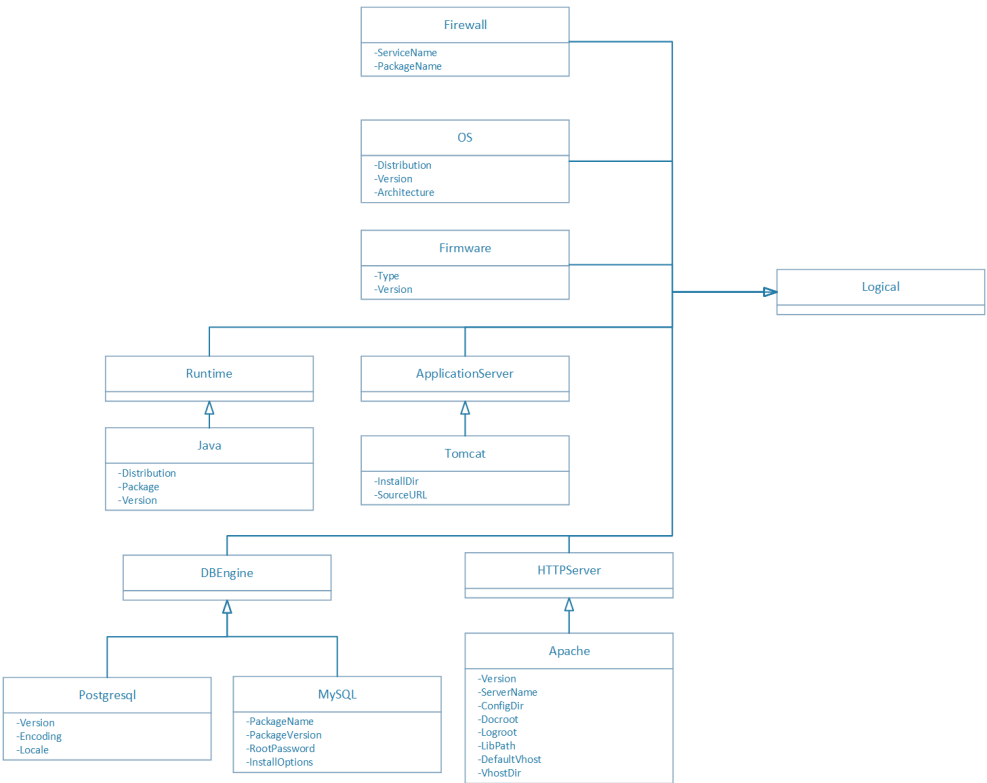 Firewall
-ServiceName
-PackageName
OS
-Distribution
-Version
-Architecture
Firmware
-Type
-Version
Logical
Runtime
ApplicationServer
Java
-Distribution
-Package
-Version
Tomcat
-InstallDir
-SourceURL
DBEngine
HTTPServer
Postgresql
-Version
-Encoding
-Locale
MySQL
-PackageName
-PackageVersion
-RootPassword
-InstallOptions
Apache
-Version
-ServerName
-ConfigDir
-Docroot
-Logroot
-LibPath
-DefaultVhost
-VhostDir